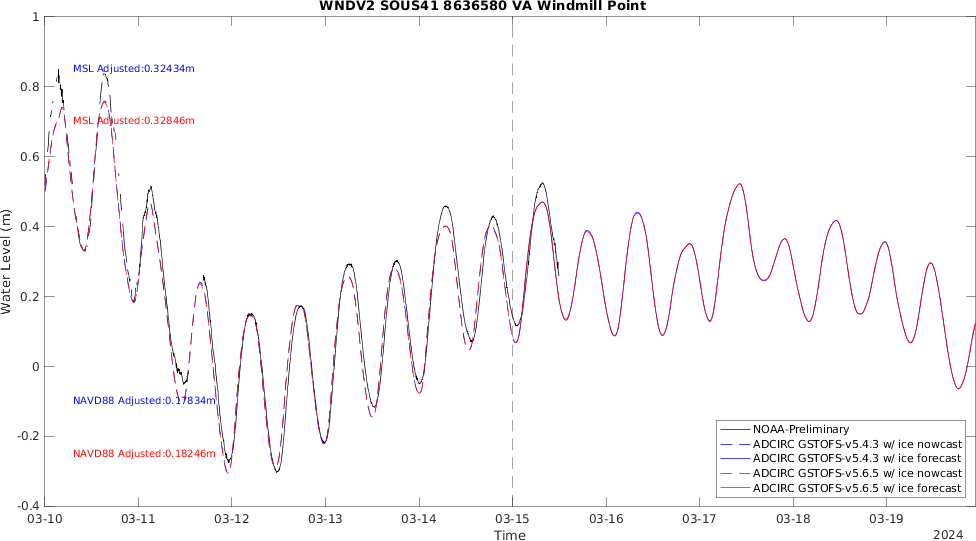 WNDV2 SOUS41 8636580 VA Windmill Point
1
0.8
0.6
0.4
0.2
0
-0.2
-0.4
Water Level (m)
MSL Adjusted:0.32434m
MSL Adjusted:0.32846m
NAVD88 Adjusted:0.17834m
NAVD88 Adjusted:0.18246m
NOAA-Preliminary
ADCIRC GSTOFS-v5.4.3 w/ ice nowcast
ADCIRC GSTOFS-v5.4.3 w/ ice forecast
ADCIRC GSTOFS-v5.6.5 w/ ice nowcast
ADCIRC GSTOFS-v5.6.5 w/ ice forecast
03-10 03-11 03-12 03-13 03-14 03-15 03-16 03-17 03-18 03-19
Time
2024